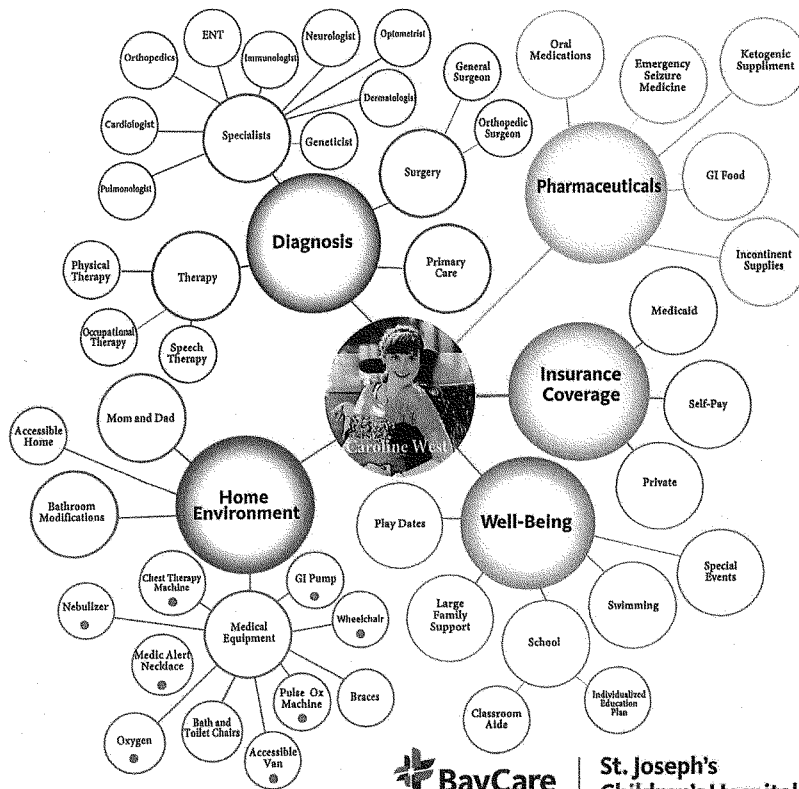 ENT
Neurologist
Optometrist
Orthopedics
Immunologist
Cardiologist
Specialists
Dermatologist
Geneticist
Pulmonologist
General
Surgeon
Orthopedic
Surgeon
Surgery
Oral
Medications
Emergency
Seizure
Medicine
Ketogenic
Suppliment
Pharmaceuticals
GI Food
Incontinent
Supplies
Diagnosis
Primary
Care
Physical
Therapy
Therapy
Occupational
Therapy
Speech
Therapy
Medicaid
Insurance
Coverage
Self-Pay
Private
Caroline West
Mom and Dad
Accessible
Home
Bathroom
Modifications
Home
Environment
Play Dates
Well-Being
Special
Events
Swimming
Large
Family
Support
School
Classroom
Aide
Individualized
Education
Plan
Chest Therapy
Machine
GI Pump
Nebulizer
Medical
Equipment
Wheelchair
Medic Alert
Necklace
Pulse Ox
Machine
Braces
Oxygen
Bath and
Toilet Chairs
Accessible
Van
BayCare
St. Joseph's
Children's Hospital